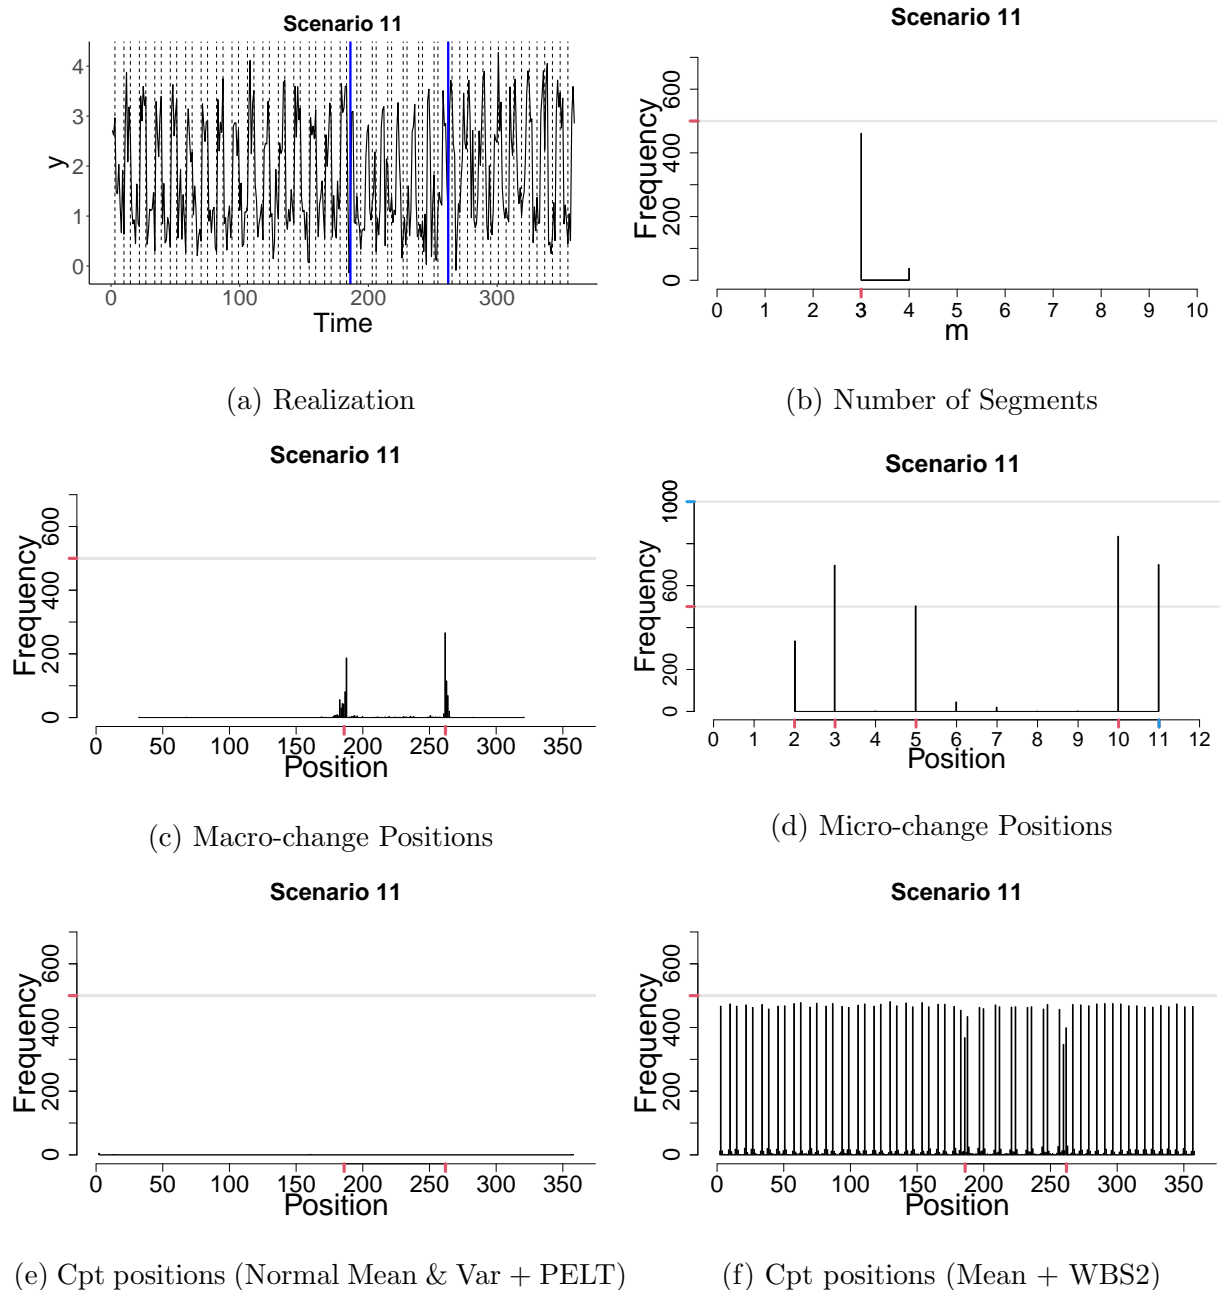 Scenario 11
y
4
3
2
1
0
0 100 200 300
Time
(a) Realization
Scenario 11
Frequency
600
400
200
0
0 1 2 3 4 5 6 7 8 9 10
m
(b) Number of Segments
Scenario 11
Frequency
600
400
200
0
0 50 100 150 200 250 300 350
Position
(c) Macro-change Positions
Scenario 11
Frequency
1000
600
200
0
0 1 2 3 4 5 6 7 8 9 10 11 12
Position
(d) Micro-change Positions
Scenario 11
Frequency
600
400
200
0
0 50 100 150 200 250 300 350
Position
(e) Cpt positions (Normal Mean & Var + PELT)
Scenario 11
Frequency
600
400
200
0
0 50 100 150 200 250 300 350
Position
(f) Cpt positions (Mean + WBS2)